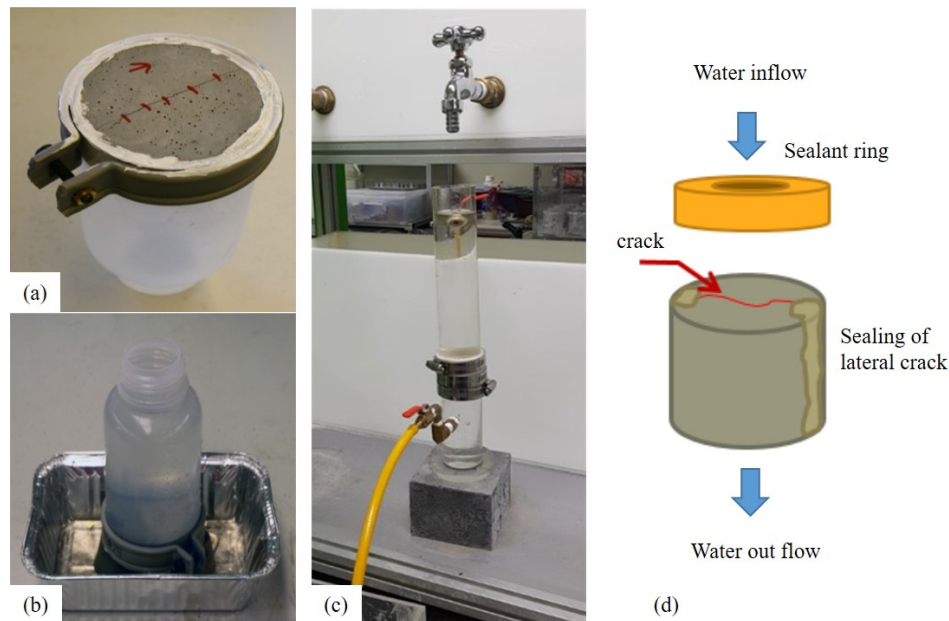 (a)
(b)
(c)
Water inflow
Sealant ring
crack
Sealing of
lateral crack
Water out flow
(d)